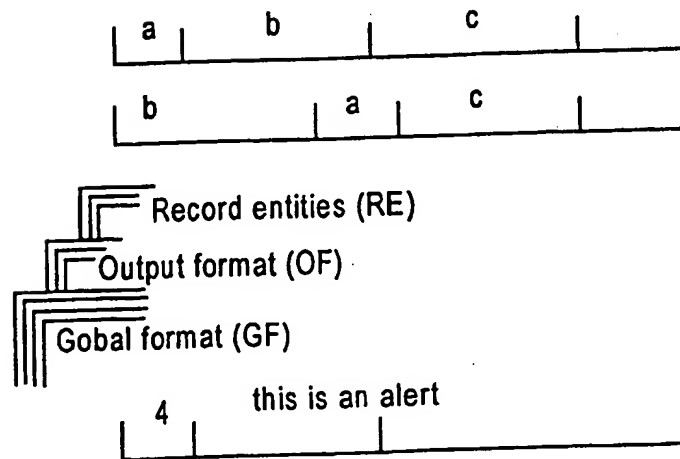 a b c
b a c
Record entities (RE)
Output format (OF)
Gobal format (GF)
4 this is an alert